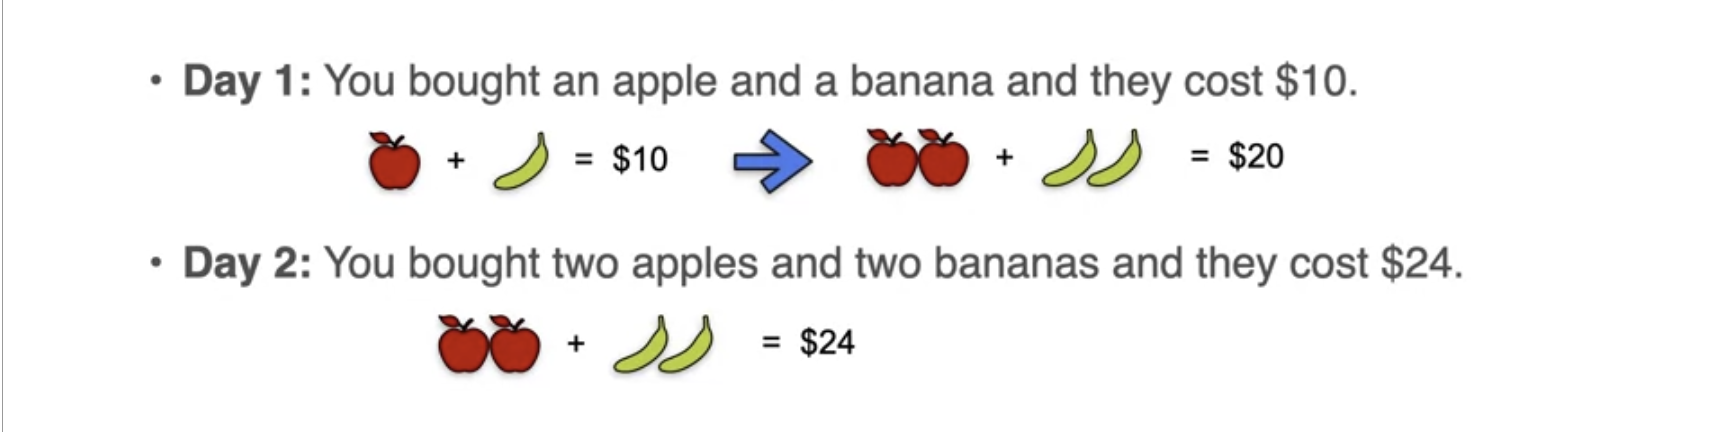 • Day 1: You bought an apple and a banana and they cost $10.
+ = $10 + = $20
• Day 2: You bought two apples and two bananas and they cost $24.
+ = $24